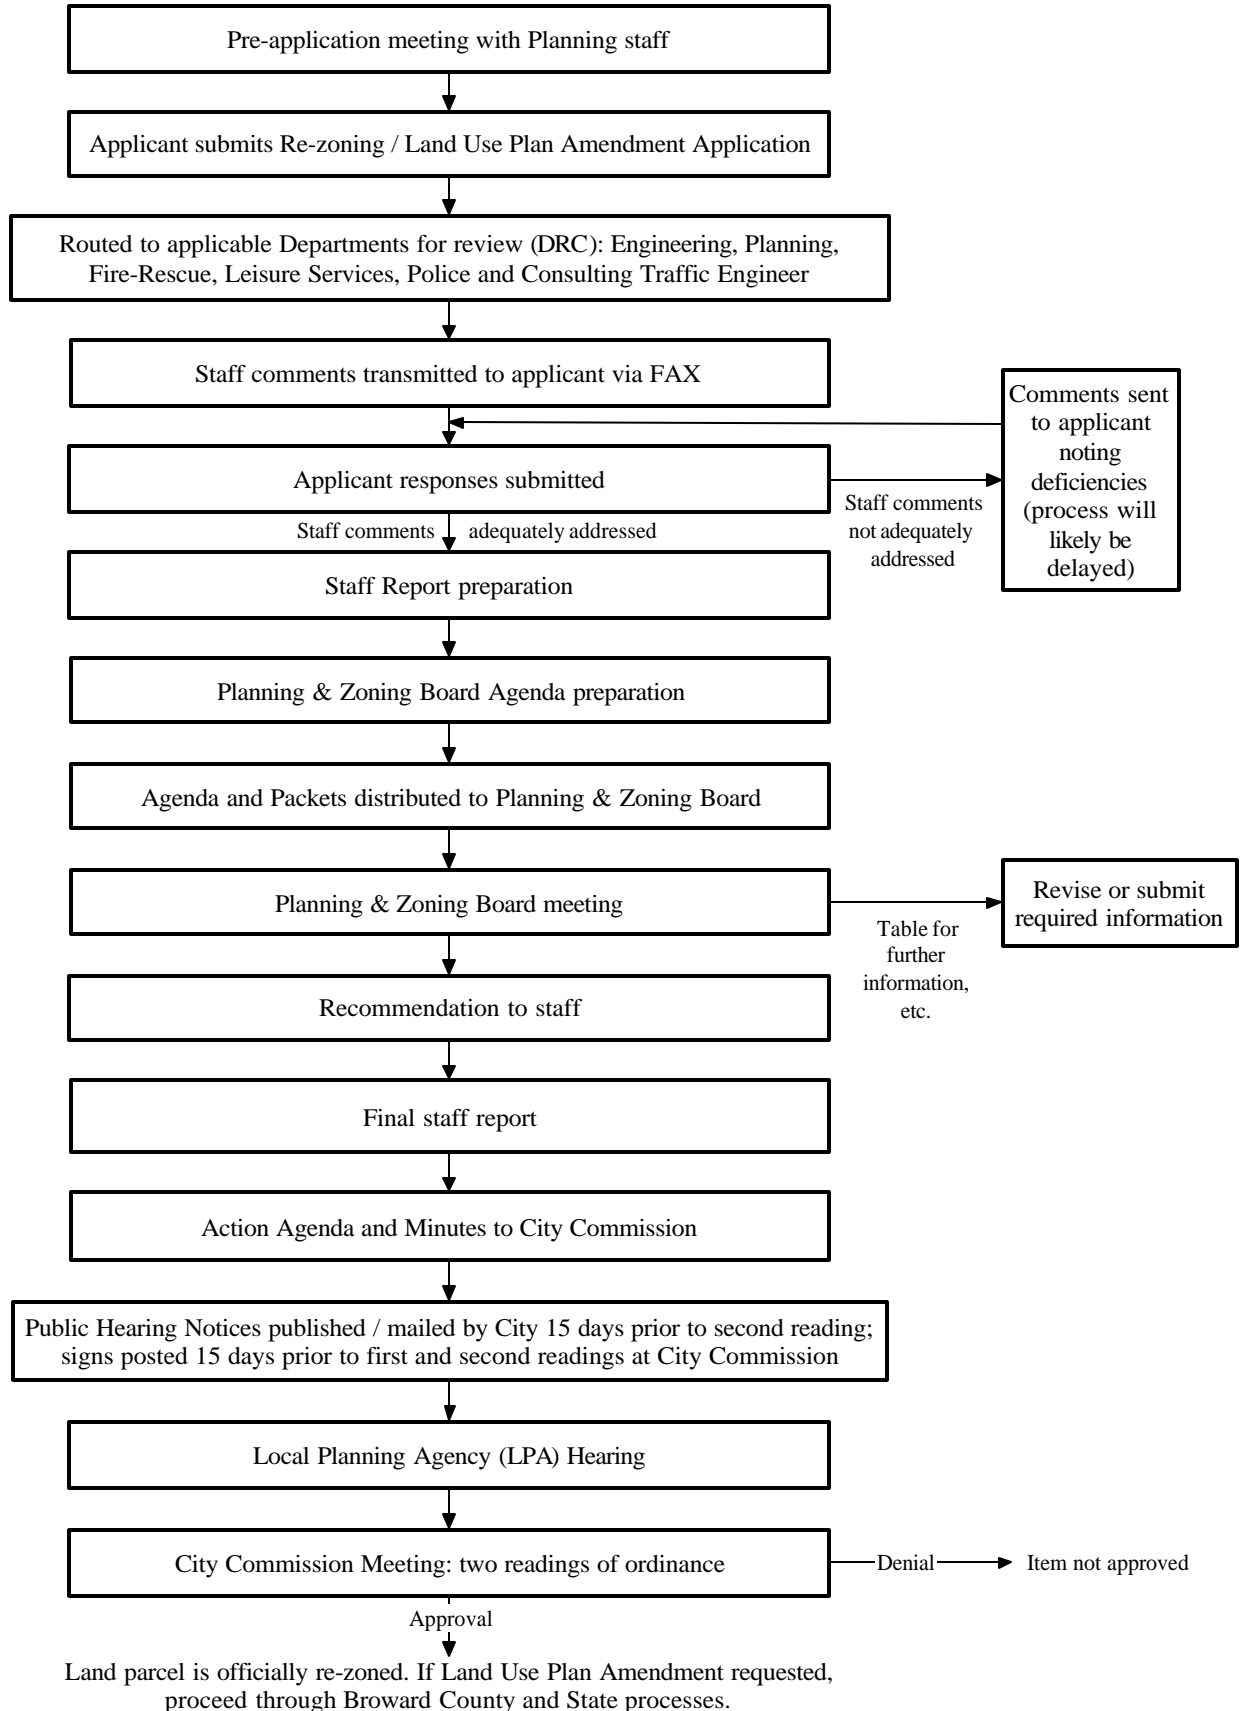 Pre-application meeting with Planning staff
Applicant submits Re-zoning / Land Use Plan Amendment Application
Routed to applicable Departments for review (DRC): Engineering, Planning,
Fire-Rescue, Leisure Services, Police and Consulting Traffic Engineer
Staff comments transmitted to applicant via FAX
Comments sent
to applicant
noting
deficiencies
(process will
likely be
delayed)
Applicant responses submitted
Staff comments
not adequately
addressed
Staff comments adequately addressed
Staff Report preparation
Planning & Zoning Board Agenda preparation
Agenda and Packets distributed to Planning & Zoning Board
Planning & Zoning Board meeting
Table for
further
information,
etc.
Revise or submit
required information
Recommendation to staff
Final staff report
Action Agenda and Minutes to City Commission
Public Hearing Notices published / mailed by City 15 days prior to second reading;
signs posted 15 days prior to first and second readings at City Commission
Local Planning Agency (LPA) Hearing
City Commission Meeting: two readings of ordinance
Denial
Item not approved
Approval
Land parcel is officially re-zoned. If Land Use Plan Amendment requested,
proceed through Broward County and State processes.